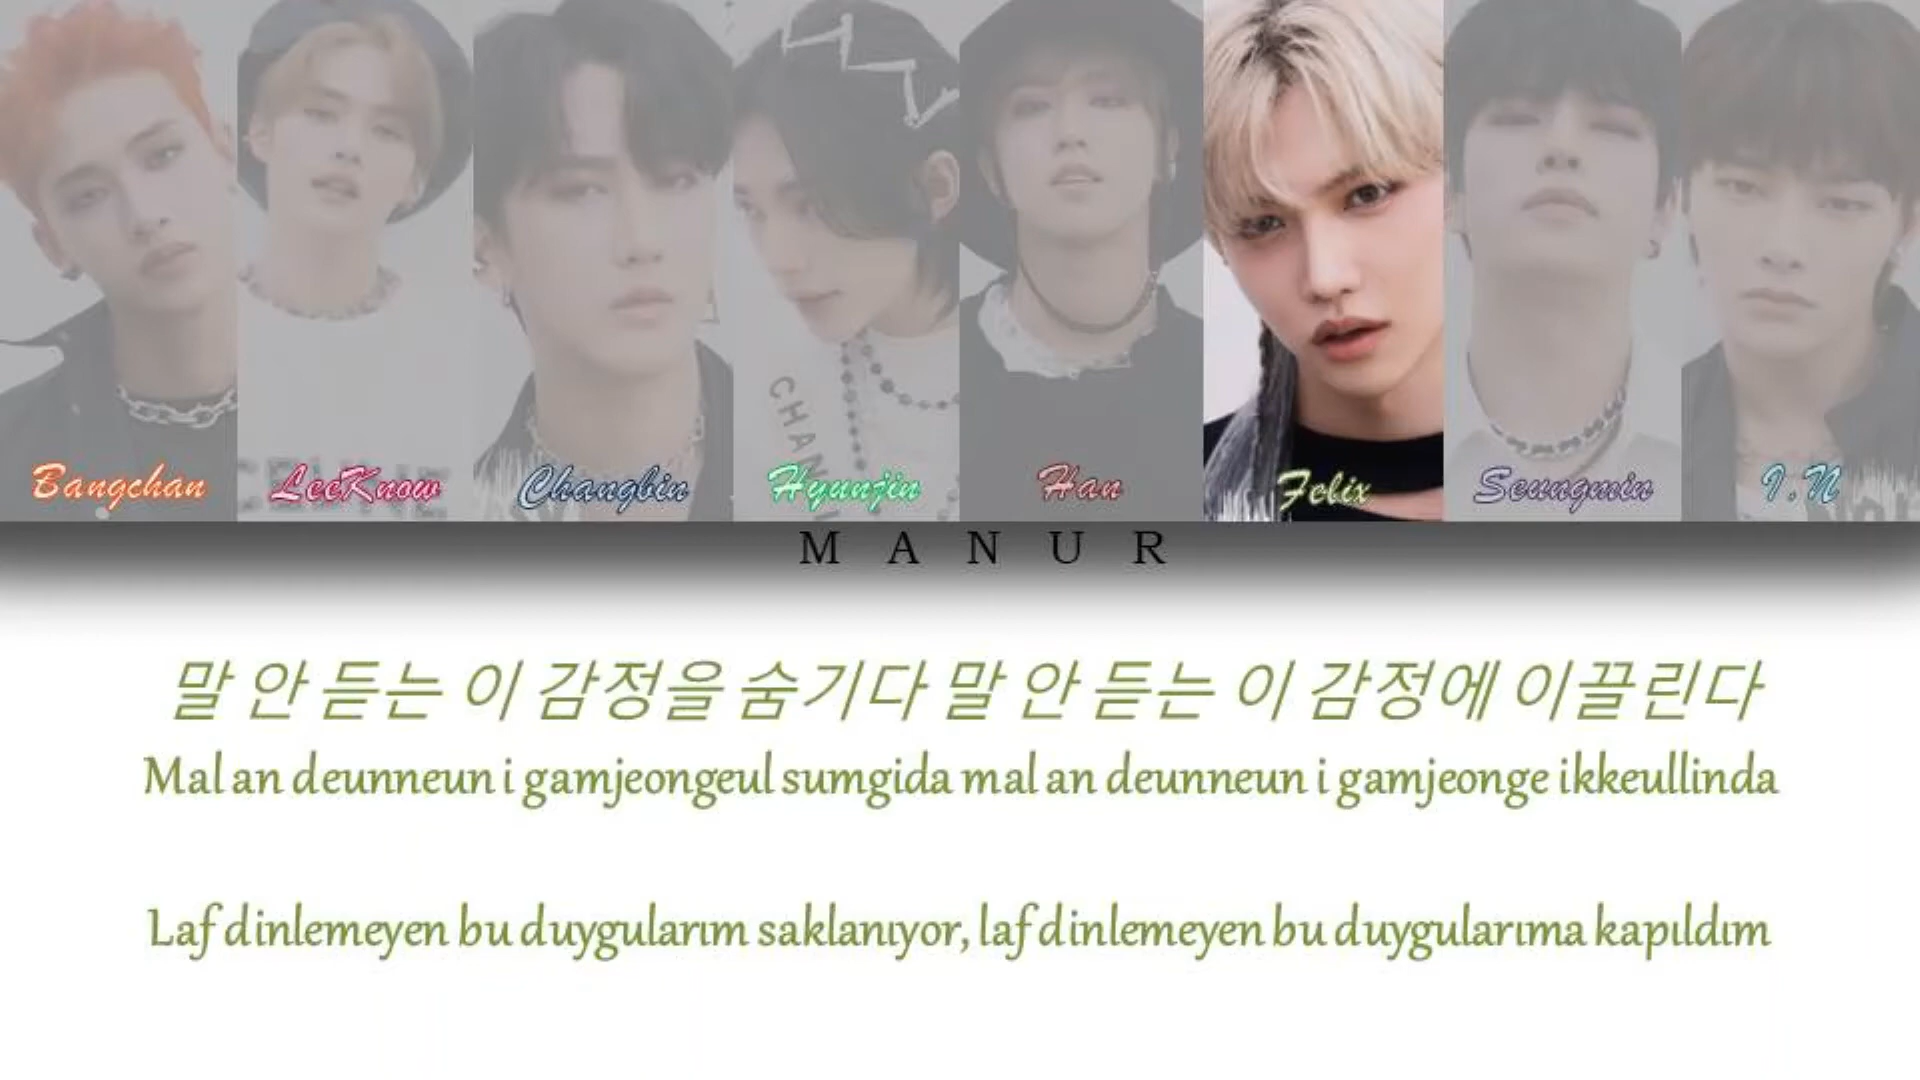 Bangchan LeeKnow Changbin Hyunjin Han Felix Seungmin I.N
MANUR
말 안 듣는 이 감정을 숨기다 말 안 듣는 이 감정에 이끌린다
Mal an deunneun i gamjeongeul sumgida mal an deunneun i gamjeonge ikkeullinda
Laf dinlemeyen bu duygularım saklanıyor, laf dinlemeyen bu duygularıma kapıldım